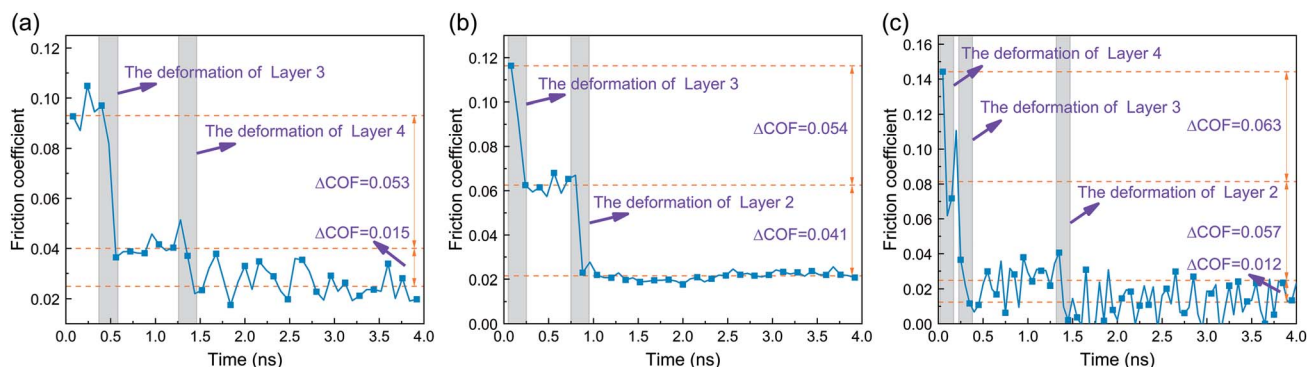 (a)
Friction coefficient
0.12
0.10
0.08
0.06
0.04
0.02
The deformation of Layer 3
The deformation of Layer 4
ΔCOF=0.053
ΔCOF=0.015
0.0 0.5 1.0 1.5 2.0 2.5 3.0 3.5 4.0
Time (ns)
(b)
Friction coefficient
0.14
0.12
0.10
0.08
0.06
0.04
0.02
0.00
The deformation of Layer 3
ΔCOF=0.054
The deformation of Layer 2
ΔCOF=0.041
0.0 0.5 1.0 1.5 2.0 2.5 3.0 3.5 4.0
Time (ns)
(c)
Friction coefficient
0.16
0.14
0.12
0.10
0.08
0.06
0.04
0.02
0.00
The deformation of Layer 4
The deformation of Layer 3
ΔCOF=0.063
The deformation of Layer 2
ΔCOF=0.057
ΔCOF=0.012
0.0 0.5 1.0 1.5 2.0 2.5 3.0 3.5 4.0
Time (ns)